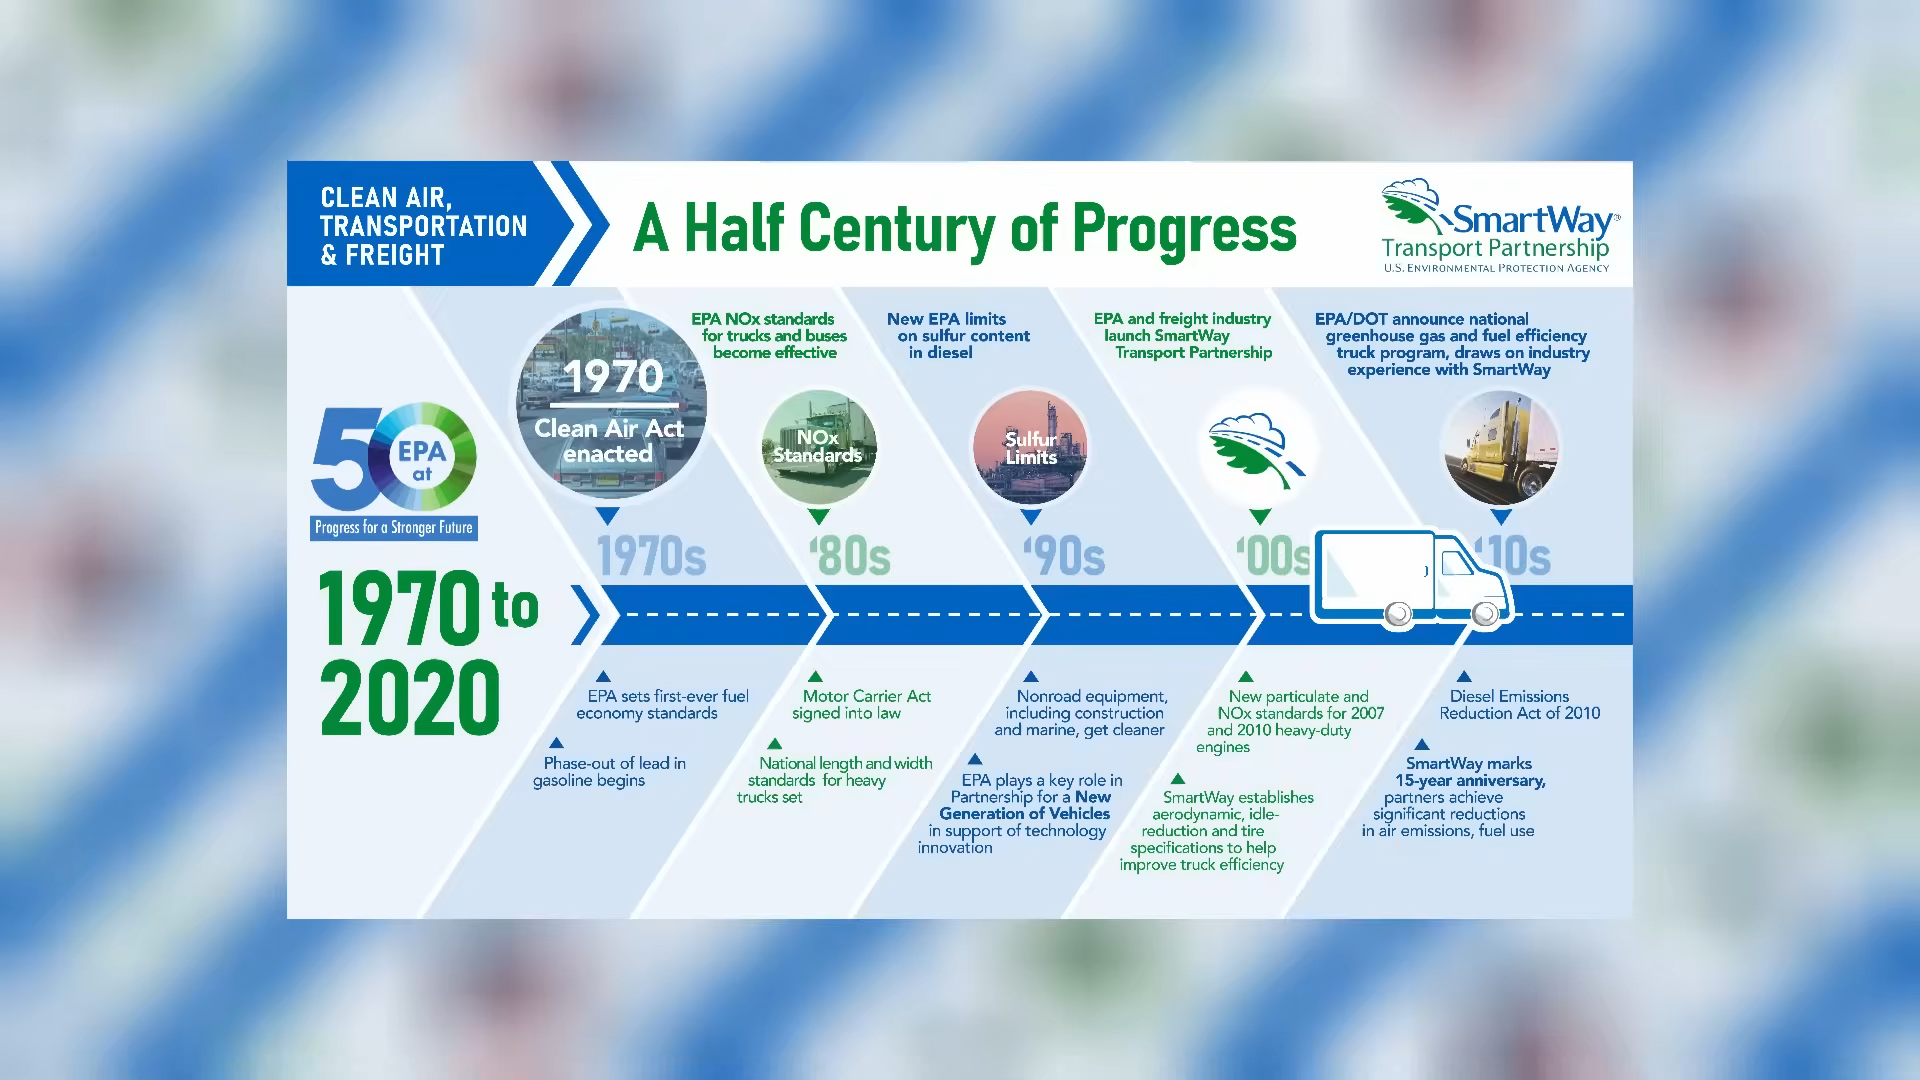 CLEAN AIR,
TRANSPORTATION
& FREIGHT
A Half Century of Progress
SmartWay®
Transport Partnership
U.S. ENVIRONMENTAL PROTECTION AGENCY
50
EPA
at
Progress for a Stronger Future
1970 to
2020
1970
Clean Air Act
enacted
EPA NOx standards
for trucks and buses
become effective
NOx
Standards
New EPA limits
on sulfur content
in diesel
Sulfur
Limits
EPA and freight industry
launch SmartWay
Transport Partnership
EPA/DOT announce national
greenhouse gas and fuel efficiency
truck program, draws on industry
experience with SmartWay
1970s
‘80s
‘90s
‘00s
‘10s
EPA sets first-ever fuel
economy standards
Phase-out of lead in
gasoline begins
Motor Carrier Act
signed into law
National length and width
standards for heavy
trucks set
Nonroad equipment,
including construction
and marine, get cleaner
EPA plays a key role in
Partnership for a New
Generation of Vehicles
in support of technology
innovation
New particulate and
NOx standards for 2007
and 2010 heavy-duty
engines
SmartWay establishes
aerodynamic, idle-
reduction and tire
specifications to help
improve truck efficiency
Diesel Emissions
Reduction Act of 2010
SmartWay marks
15-year anniversary,
partners achieve
significant reductions
in air emissions, fuel use